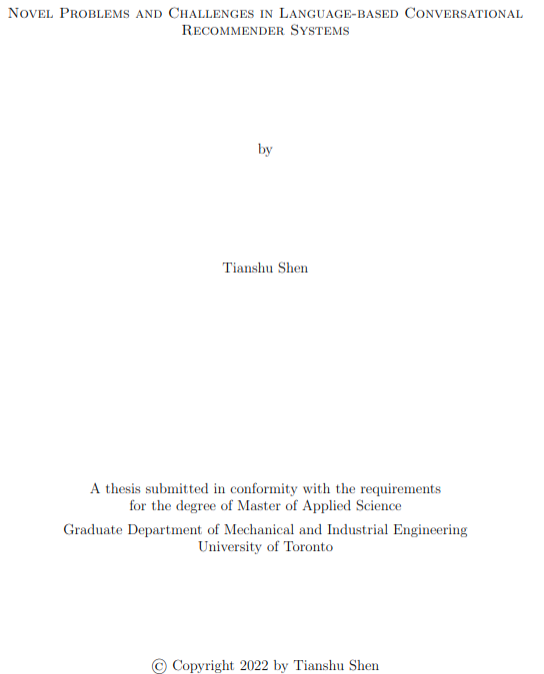 Novel Problems and Challenges in Language-based Conversational
Recommender Systems
by
Tianshu Shen
A thesis submitted in conformity with the requirements
for the degree of Master of Applied Science
Graduate Department of Mechanical and Industrial Engineering
University of Toronto
© Copyright 2022 by Tianshu Shen